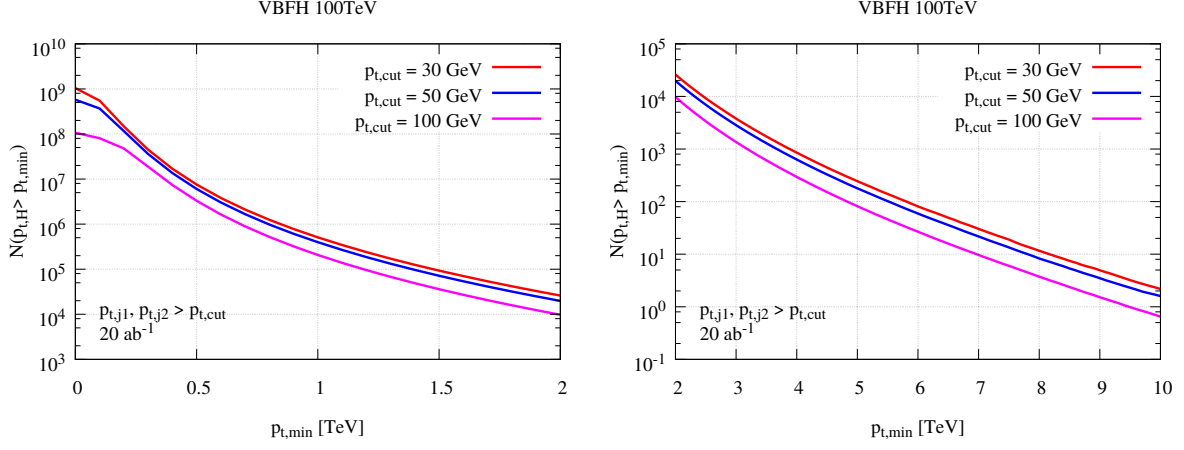 VBFH 100TeV
N(p_t,H > p_t,min)
10^10
10^9
10^8
10^7
10^6
10^5
10^4
10^3
p_t,cut = 30 GeV
p_t,cut = 50 GeV
p_t,cut = 100 GeV
p_t,j1, p_t,j2 > p_t,cut
20 ab^-1
0 0.5 1 1.5 2
p_t,min [TeV]
VBFH 100TeV
N(p_t,H > p_t,min)
10^5
10^4
10^3
10^2
10^1
10^0
10^-1
p_t,cut = 30 GeV
p_t,cut = 50 GeV
p_t,cut = 100 GeV
p_t,j1, p_t,j2 > p_t,cut
20 ab^-1
2 3 4 5 6 7 8 9 10
p_t,min [TeV]